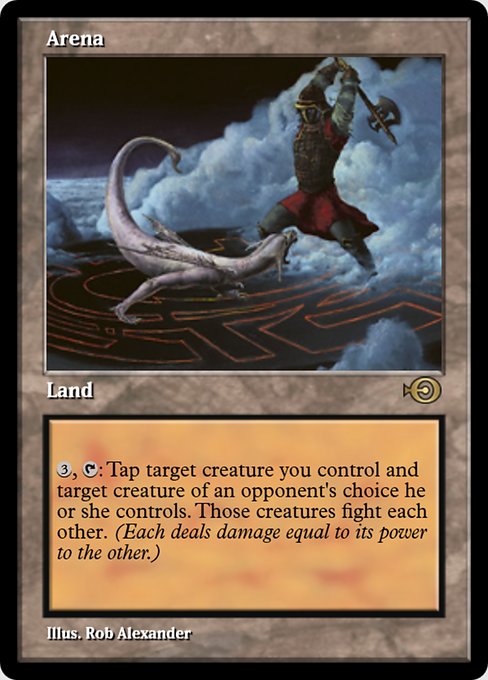 Arena
Land
3, T: Tap target creature you control and
target creature of an opponent's choice he
or she controls. Those creatures fight each
other. (Each deals damage equal to its power
to the other.)
Illus. Rob Alexander